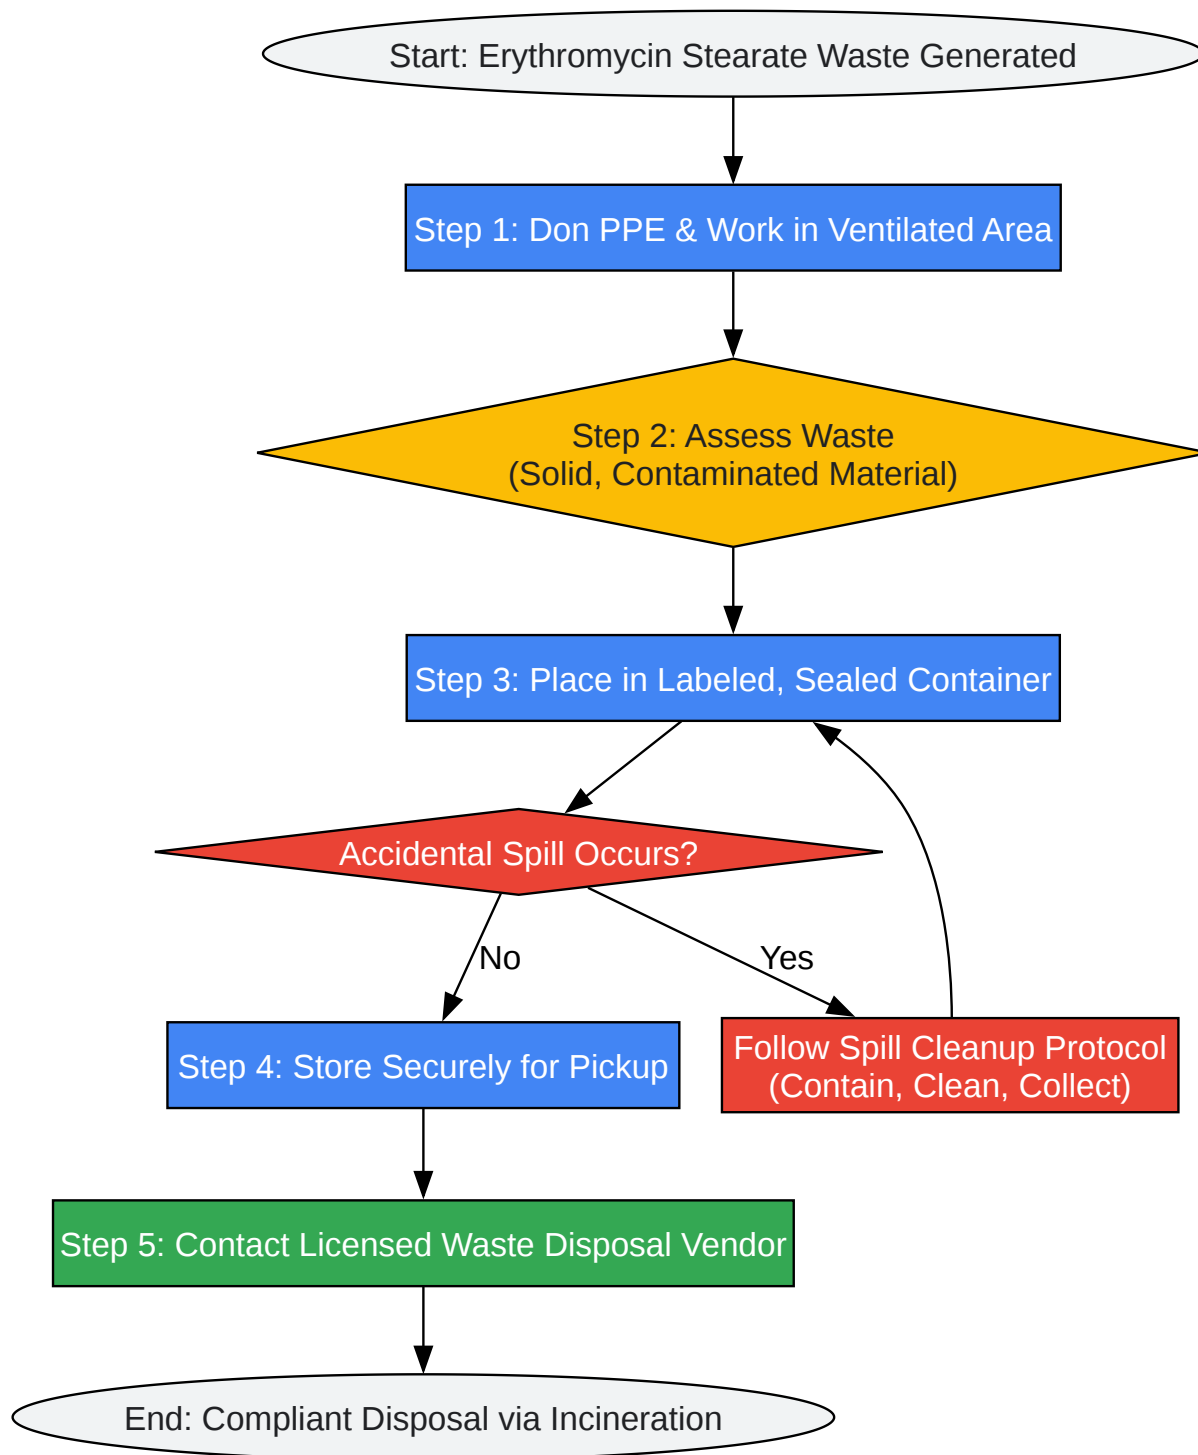 Start: Erythromycin Stearate Waste Generated
Step 1: Don PPE & Work in Ventilated Area
Step 2: Assess Waste
(Solid, Contaminated Material)
Step 3: Place in Labeled, Sealed Container
Accidental Spill Occurs?
No
Yes
Step 4: Store Securely for Pickup
Follow Spill Cleanup Protocol
(Contain, Clean, Collect)
Step 5: Contact Licensed Waste Disposal Vendor
End: Compliant Disposal via Incineration